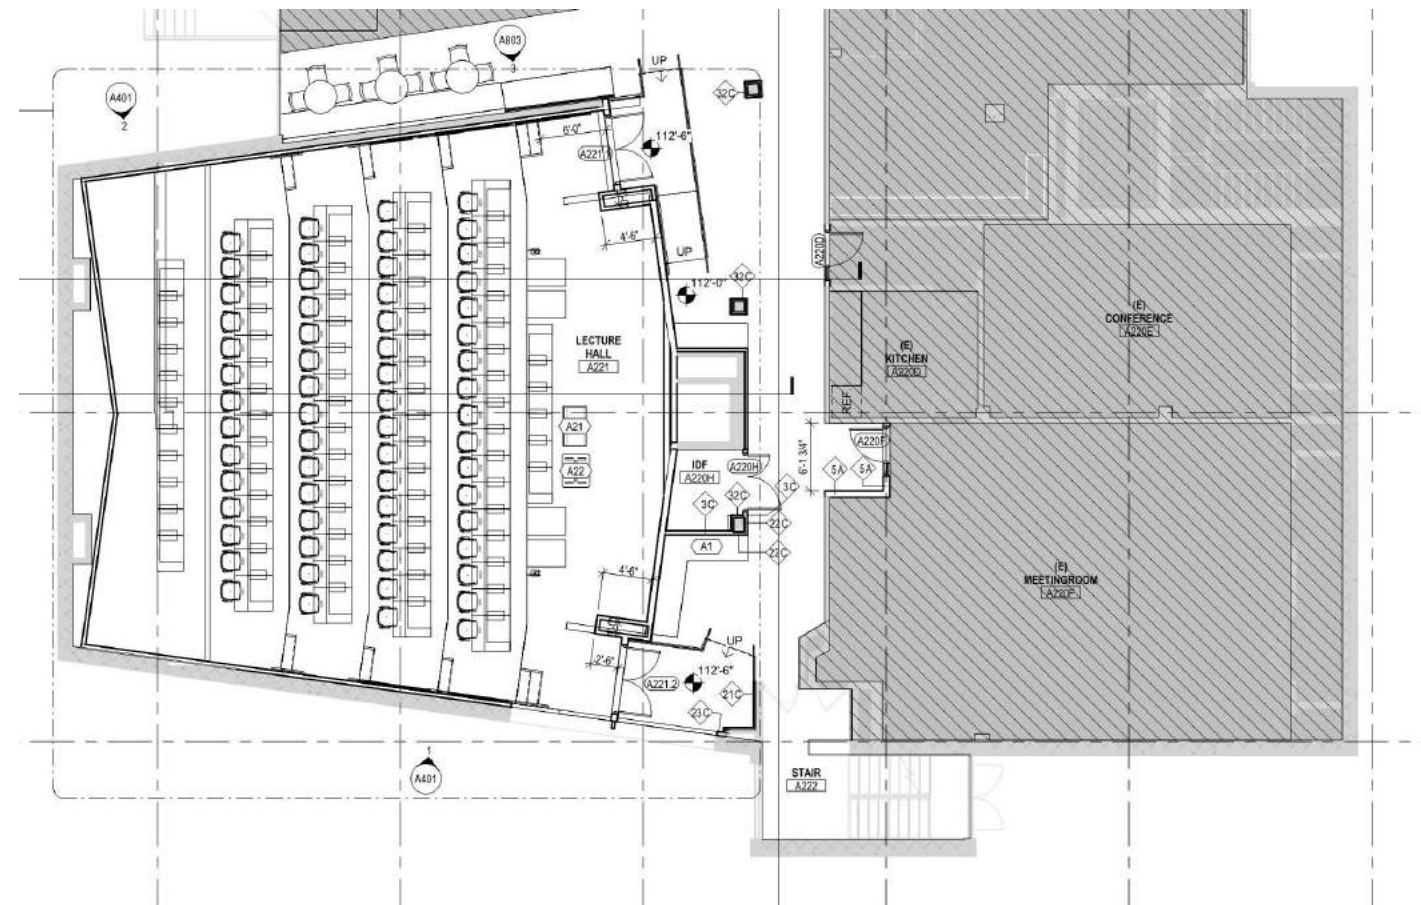 A803
3
UP
A401
2
32C
6'-0"
112'-6"
A221.1
4'-6"
UP
A220D
32C
112'-0"
(E)
CONFERENCE
A220E
LECTURE
HALL
A221
(E)
KITCHEN
A220D
REF
A21
A220F
6'-1 3/4"
IDF
A220H
A220H
A22
5A
5A
3C
32C
3C
22C
A1
22C
4'-6"
(E)
MEETINGROOM
A220F
UP
2'-6"
112'-6"
A221.2
21C
23C
1
A401
STAIR
A222